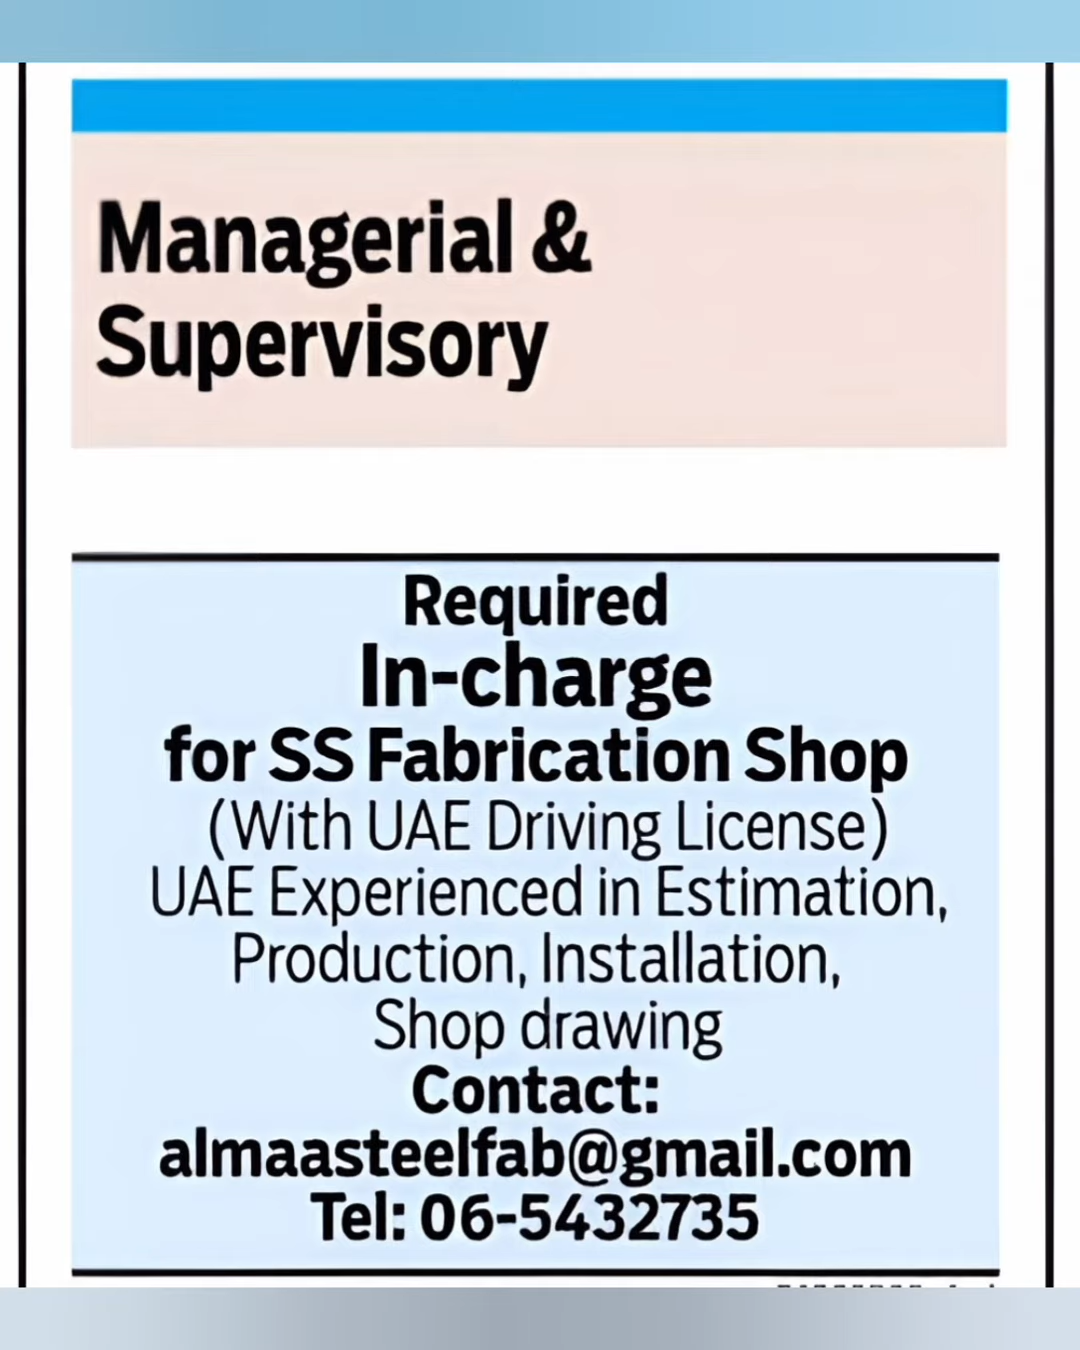 Managerial &
Supervisory
Required
In-charge
for SS Fabrication Shop
(With UAE Driving License)
UAE Experienced in Estimation,
Production, Installation,
Shop drawing
Contact:
almaasteelfab@gmail.com
Tel: 06-5432735